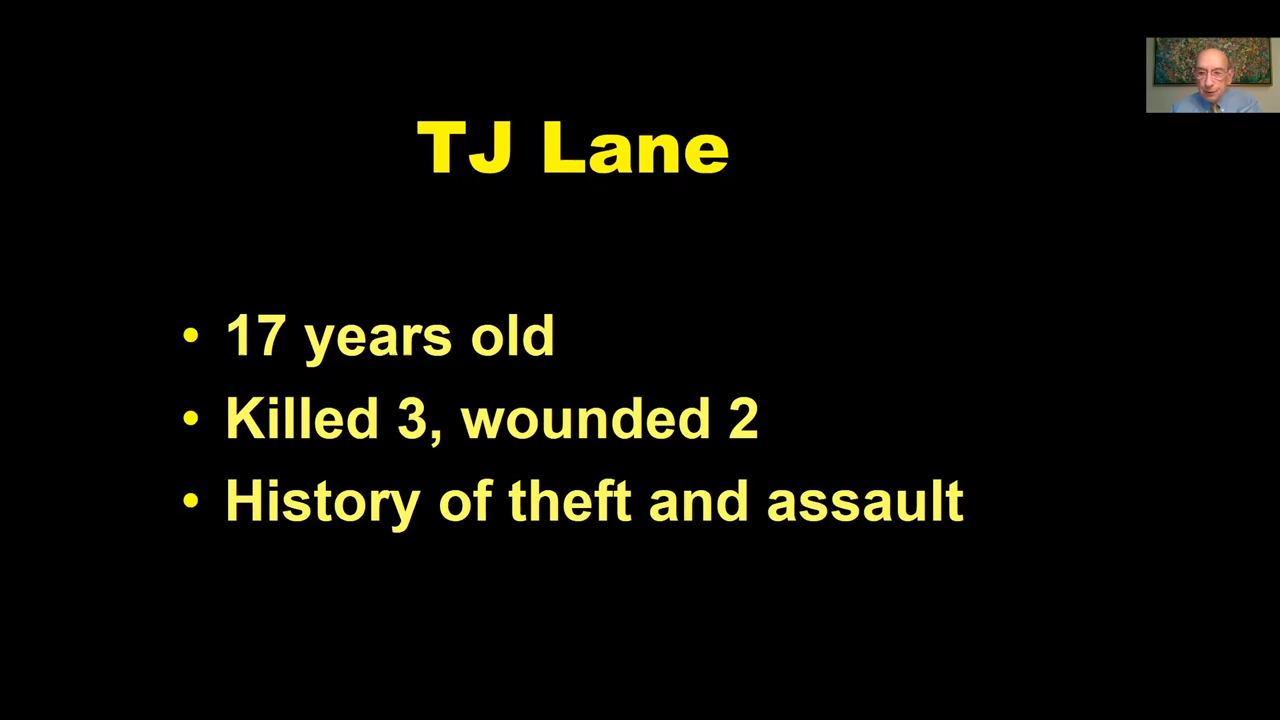 TJ Lane
• 17 years old
• Killed 3, wounded 2
• History of theft and assault